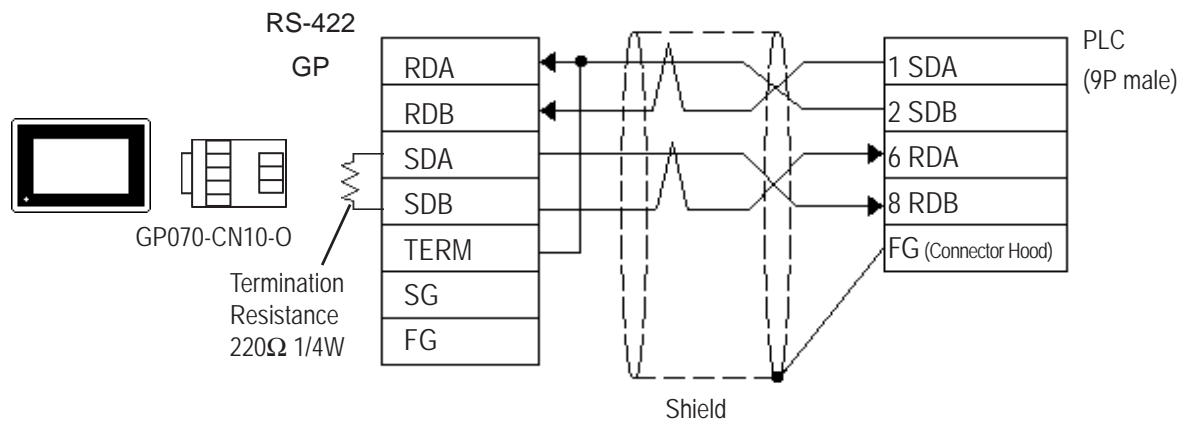 RS-422
GP
RDA
RDB
SDA
SDB
TERM
SG
FG
PLC
(9P male)
1 SDA
2 SDB
6 RDA
8 RDB
FG (Connector Hood)
GP070-CN10-O
Termination
Resistance
220Ω 1/4W
Shield